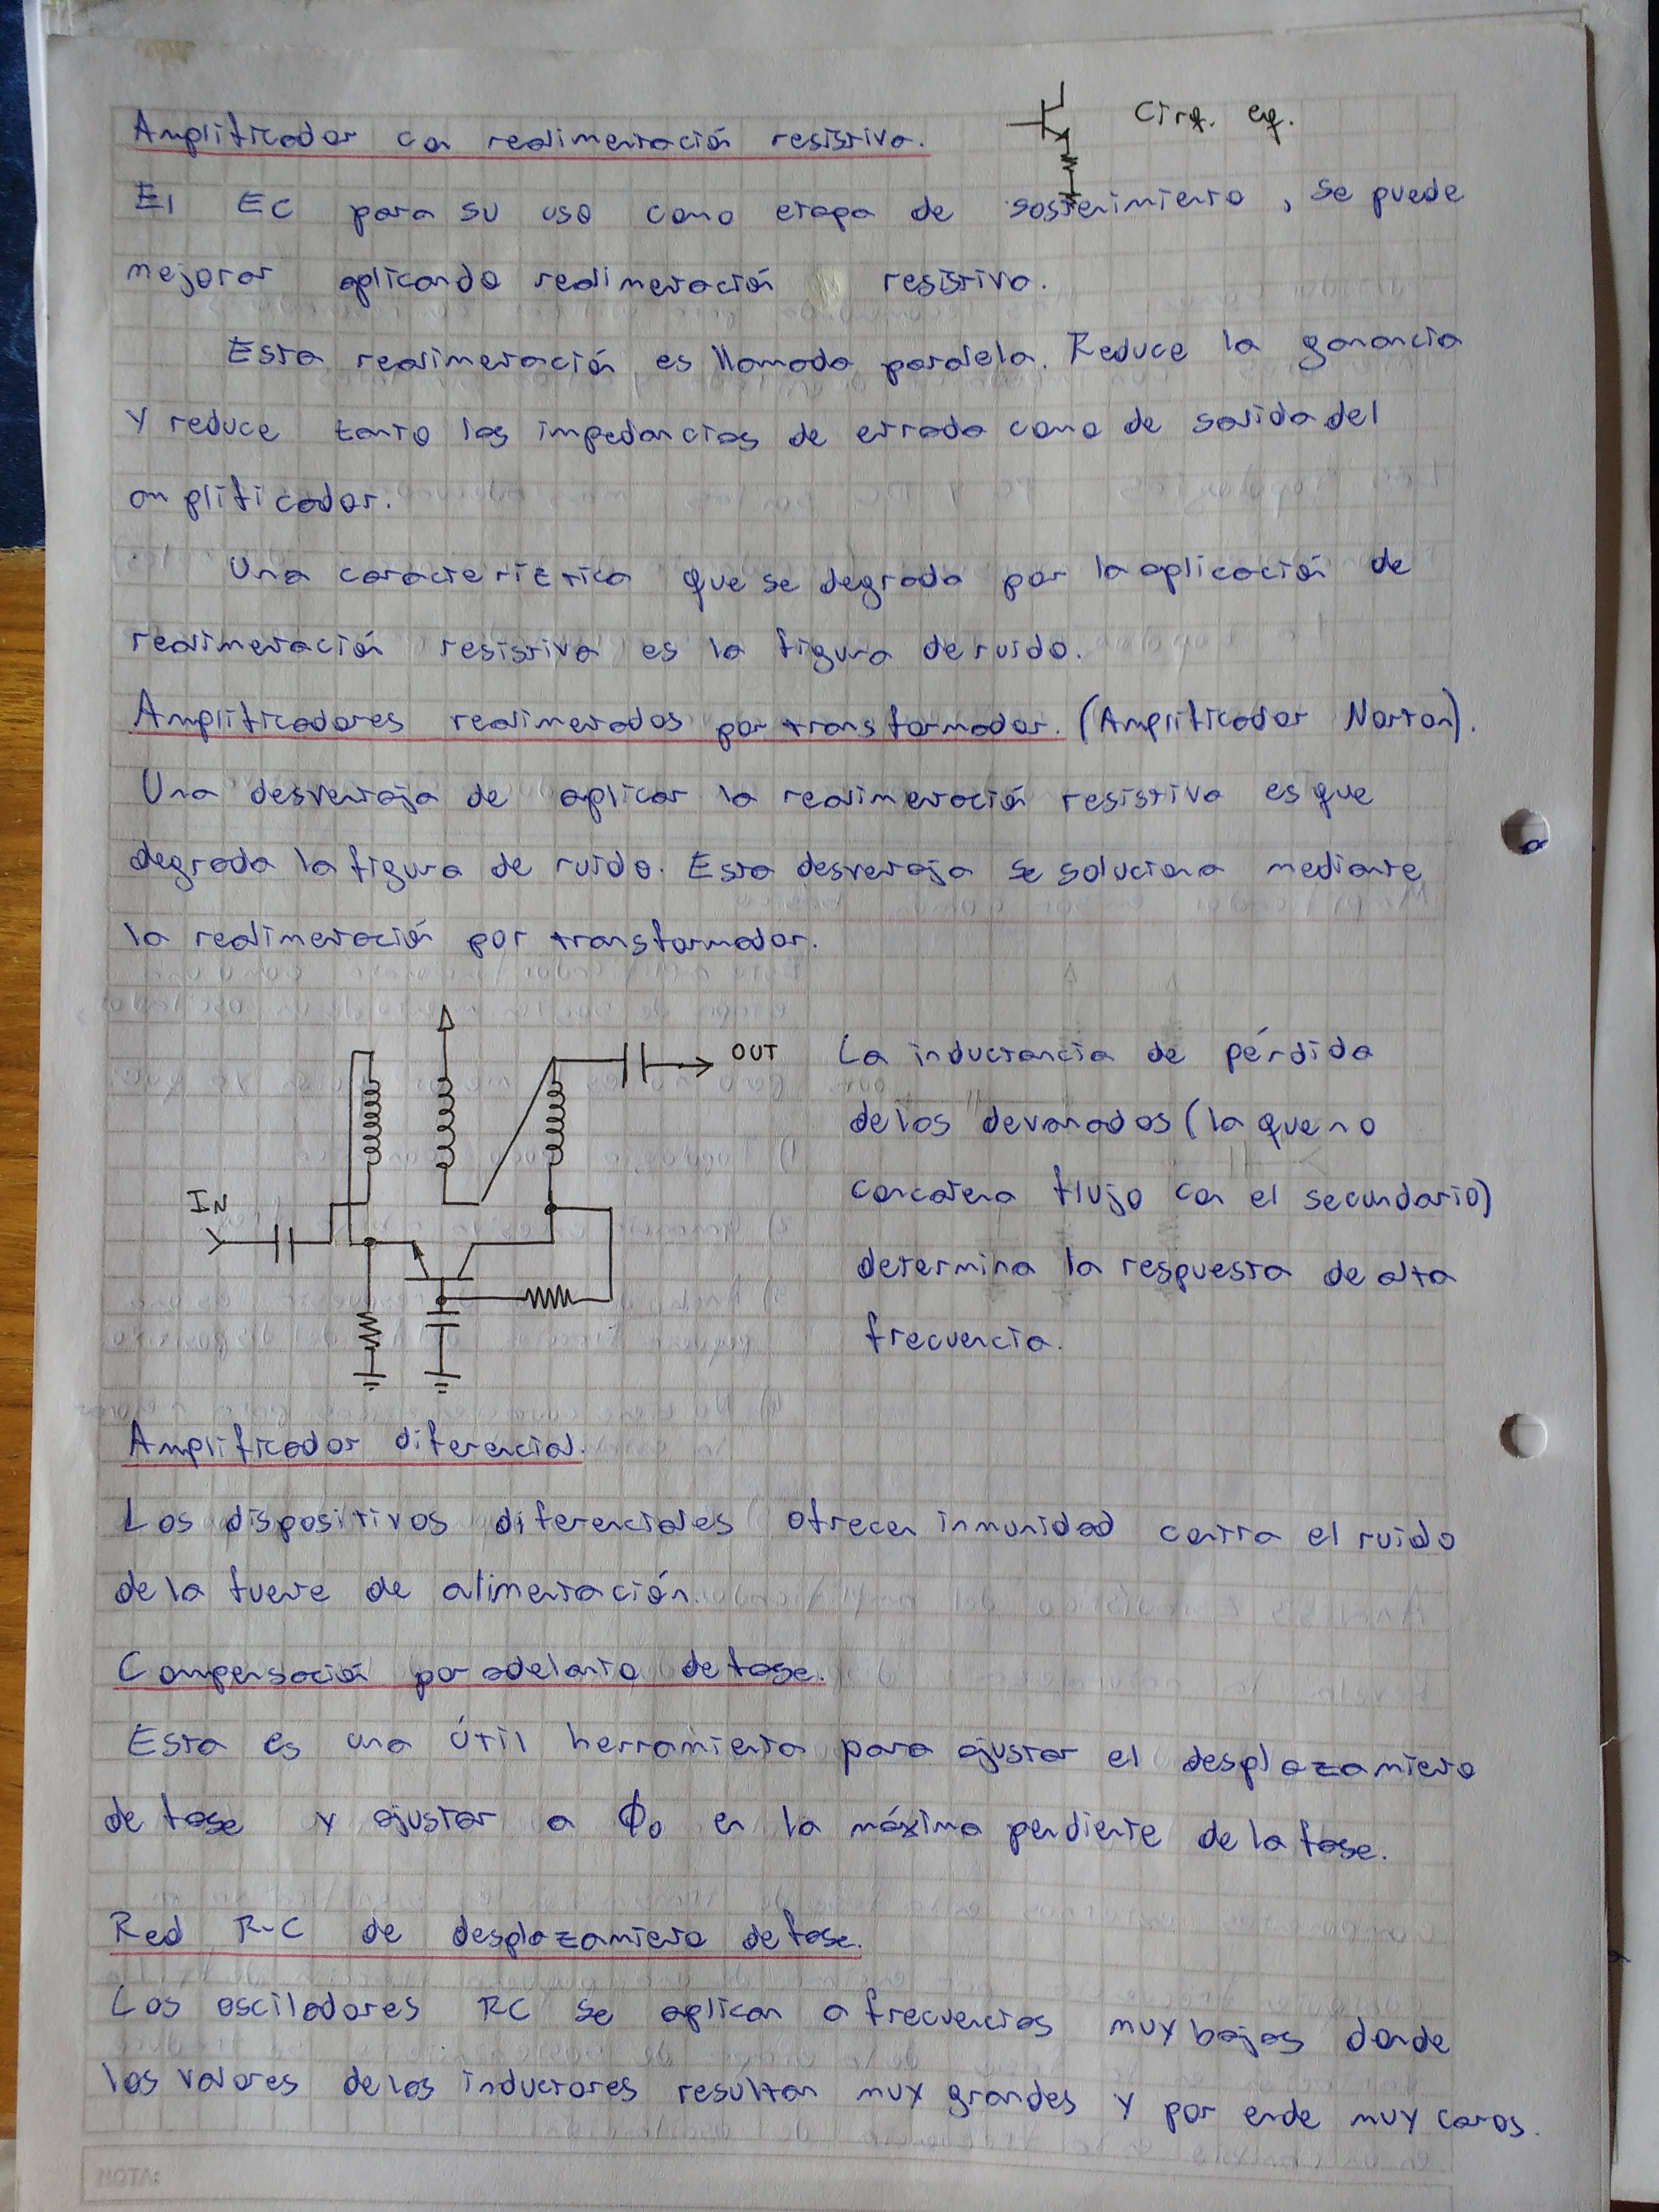 Amplificador con realimentación resistiva.
Cirq. eq.
El EC para su uso como etapa de sostenimiento, se puede
mejorar aplicando realimentación resistiva.
Esta realimentación es llamada paralela. Reduce la ganancia
y reduce tanto las impedancias de entrada como de salida del
amplificador.
Una característica que se degrada por la aplicación de
realimentación resistiva es la figura de ruido.
Amplificadores realimentados por transformador. (Amplificador Norton).
Una desventaja de aplicar la realimentación resistiva es que
degrada la figura de ruido. Esta desventaja se soluciona mediante
la realimentación por transformador.
OUT
IN
La inductancia de pérdida
de los devanados (la que no
concatena flujo con el secundario)
determina la respuesta de alta
frecuencia.
Amplificador diferencial.
Los dispositivos diferenciales ofrecen inmunidad contra el ruido
de la fuente de alimentación.
Compensación por adelanto de fase.
Esta es una útil herramienta para ajustar el desplazamiento
de fase y ajustar a ϕ₀ en la máxima pendiente de la fase.
Red R-C de desplazamiento de fase.
Los osciladores RC se aplican a frecuencias muy bajas donde
los valores de los inductores resultan muy grandes y por ende muy caros.
NOTA: